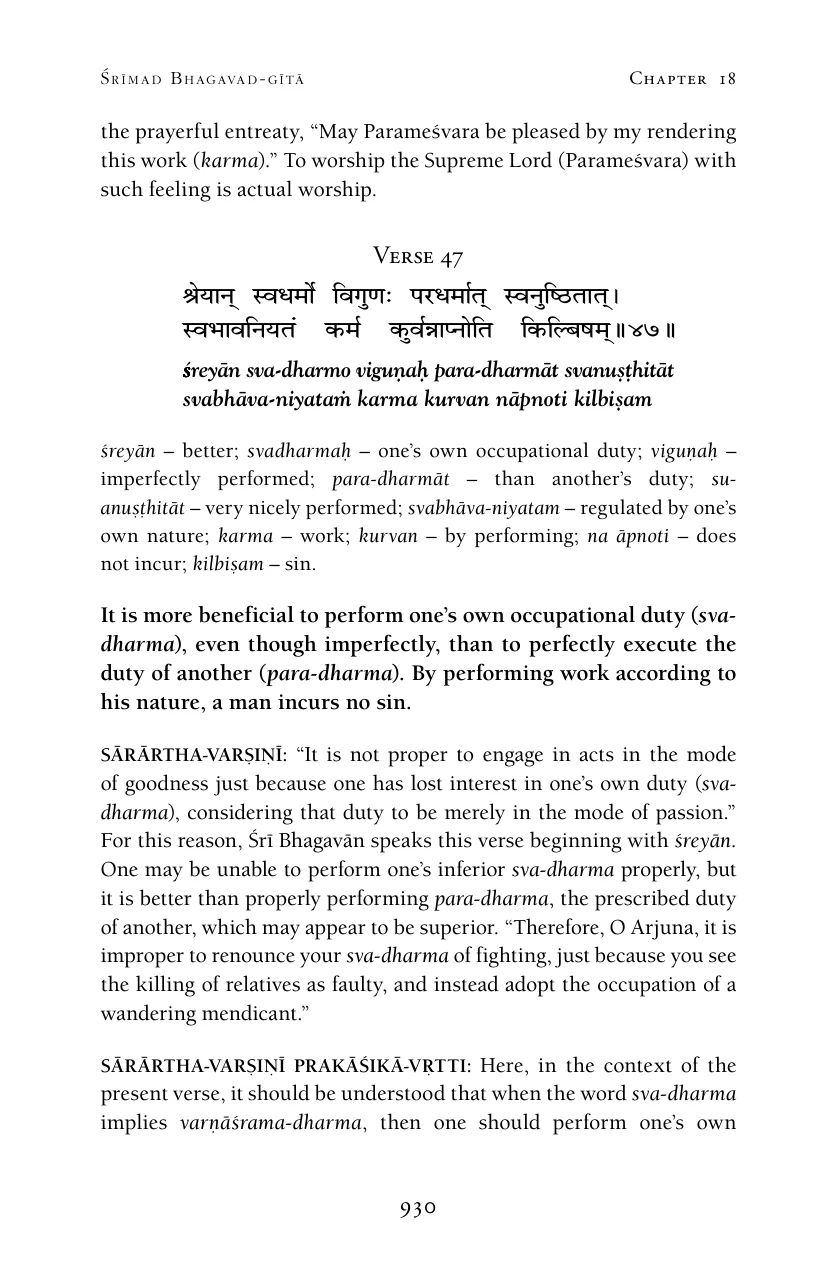 Śrīmad Bhagavad-gītā Chapter 18
the prayerful entreaty, “May Parameśvara be pleased by my rendering
this work (karma).” To worship the Supreme Lord (Parameśvara) with
such feeling is actual worship.
Verse 47
श्रेयान् स्वधर्मो विगुणः परधर्मात् स्वनुष्ठितात्।
स्वभावनियतं कर्म कुर्वन्नाप्नोति किल्बिषम्॥४७॥
śreyān sva-dharmo viguṇaḥ para-dharmāt svanuṣṭhitāt
svabhāva-niyataṁ karma kurvan nāpnoti kilbiṣam
śreyān – better; svadharmaḥ – one’s own occupational duty; viguṇaḥ –
imperfectly performed; para-dharmāt – than another’s duty; su-
anuṣṭhitāt – very nicely performed; svabhāva-niyatam – regulated by one’s
own nature; karma – work; kurvan – by performing; na āpnoti – does
not incur; kilbiṣam – sin.
It is more beneficial to perform one’s own occupational duty (sva-
dharma), even though imperfectly, than to perfectly execute the
duty of another (para-dharma). By performing work according to
his nature, a man incurs no sin.
SĀRĀRTHA-VARṢIṆĪ: “It is not proper to engage in acts in the mode
of goodness just because one has lost interest in one’s own duty (sva-
dharma), considering that duty to be merely in the mode of passion.”
For this reason, Śrī Bhagavān speaks this verse beginning with śreyān.
One may be unable to perform one’s inferior sva-dharma properly, but
it is better than properly performing para-dharma, the prescribed duty
of another, which may appear to be superior. “Therefore, O Arjuna, it is
improper to renounce your sva-dharma of fighting, just because you see
the killing of relatives as faulty, and instead adopt the occupation of a
wandering mendicant.”
SĀRĀRTHA-VARṢIṆĪ PRAKĀŚIKĀ-VṚTTI: Here, in the context of the
present verse, it should be understood that when the word sva-dharma
implies varṇāśrama-dharma, then one should perform one’s own
930